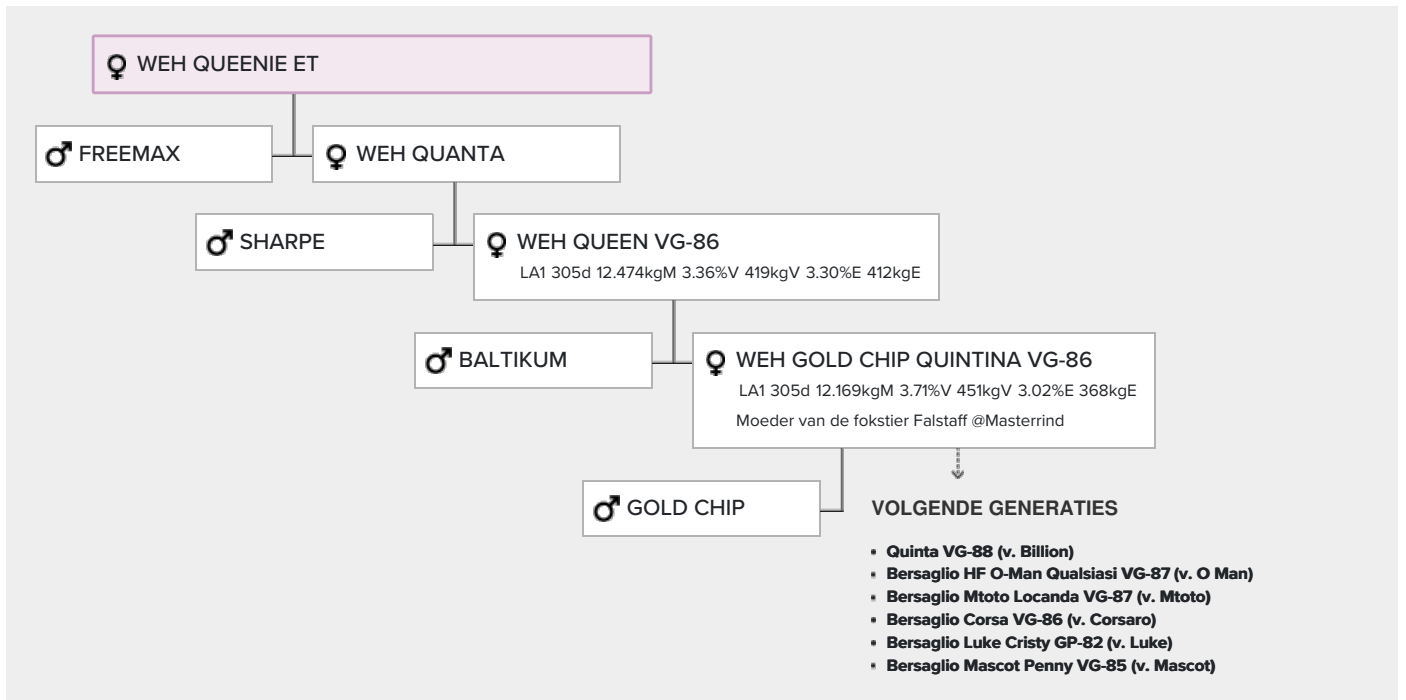 WEH QUEENIE ET
FREEMAX
WEH QUANTA
SHARPE
WEH QUEEN VG-86
LA1 305d 12.474kgM 3.36%V 419kgV 3.30%E 412kgE
BALTIKUM
WEH GOLD CHIP QUINTINA VG-86
LA1 305d 12.169kgM 3.71%V 451kgV 3.02%E 368kgE
Moeder van de fokstier Falstaff @Masterrind
GOLD CHIP
VOLGENDE GENERATIES
Quinta VG-88 (v. Billion)
Bersaglio HF O-Man Qualsiasi VG-87 (v. O Man)
Bersaglio Mtoto Locanda VG-87 (v. Mtoto)
Bersaglio Corsa VG-86 (v. Corsaro)
Bersaglio Luke Cristy GP-82 (v. Luke)
Bersaglio Mascot Penny VG-85 (v. Mascot)